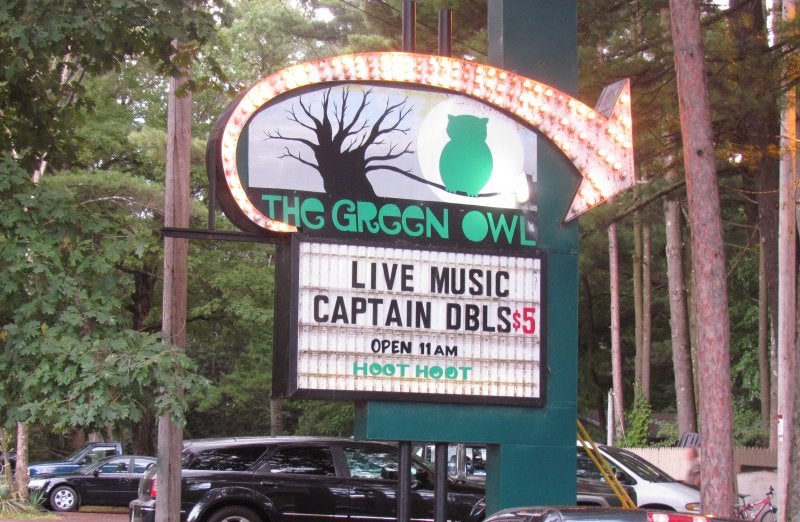 THE GREEN OWL
LIVE MUSIC
CAPTAIN DBLS $5
OPEN 11 AM
HOOT HOOT